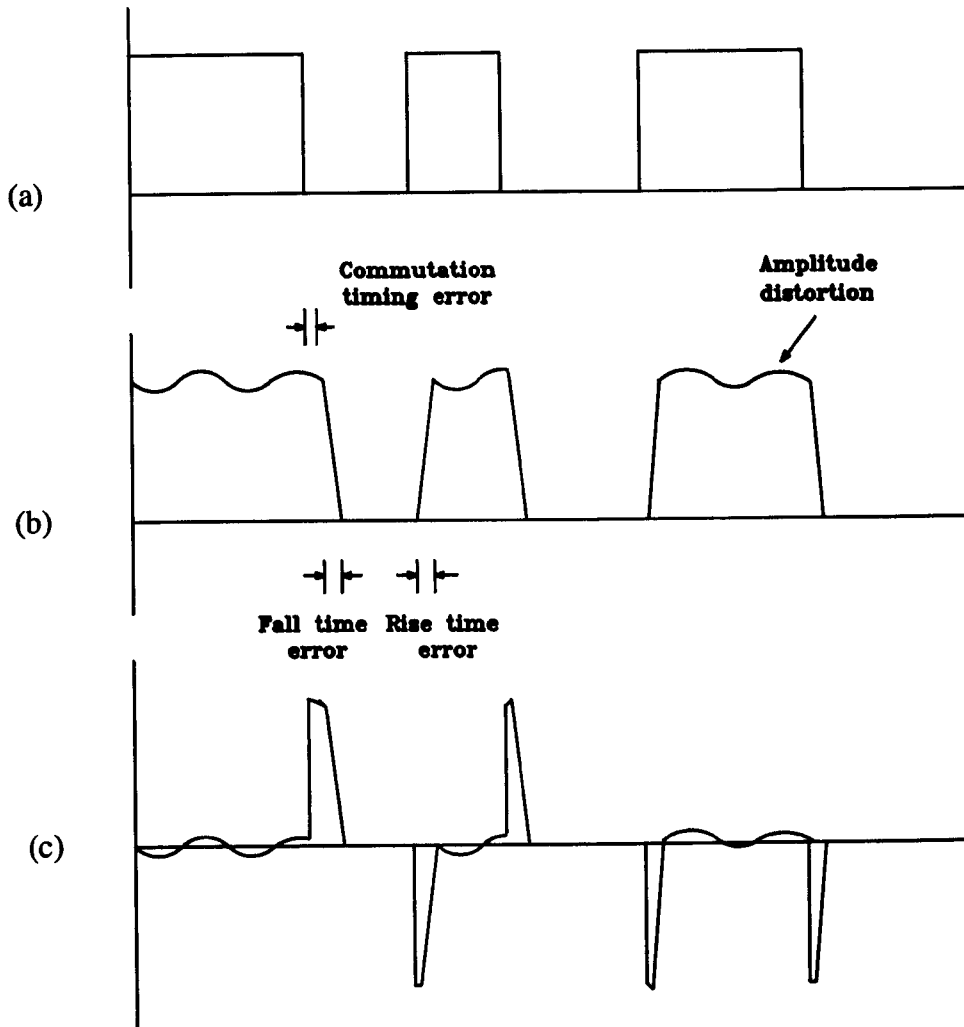 (a)
Commutation
timing error
Amplitude
distortion
(b)
Fall time
error
Rise time
error
(c)